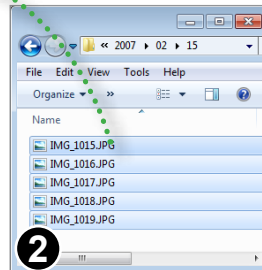 « 2007 ▸ 02 ▸ 15
File Edit View Tools Help
Organize ▾ »
Name
IMG_1015.JPG
IMG_1016.JPG
IMG_1017.JPG
IMG_1018.JPG
IMG_1019.JPG
2